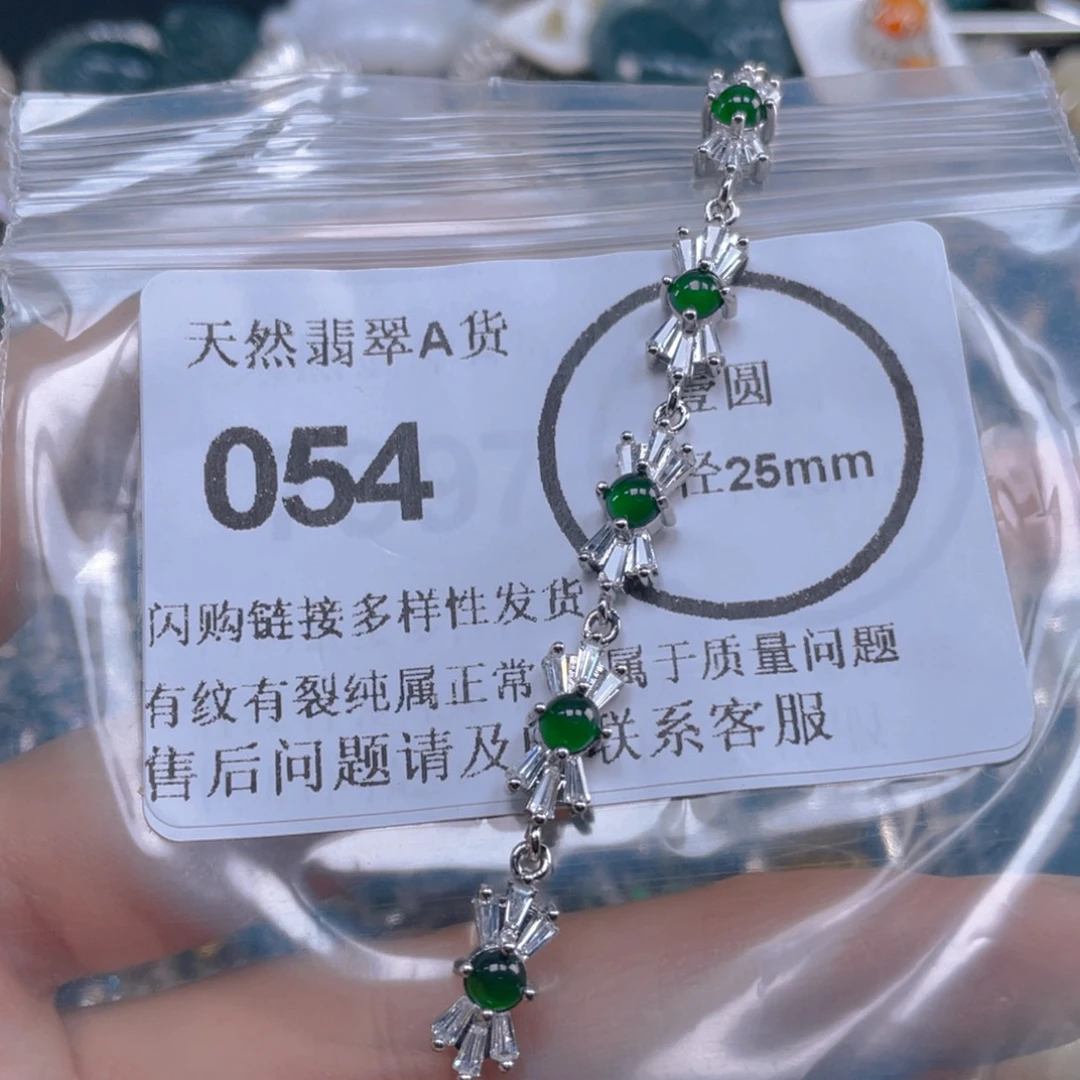 天然翡翠A货
054
壹圆
径25mm
闪购链接多样性发货
有纹有裂纯属正常 属于质量问题
售后问题请及 联系客服